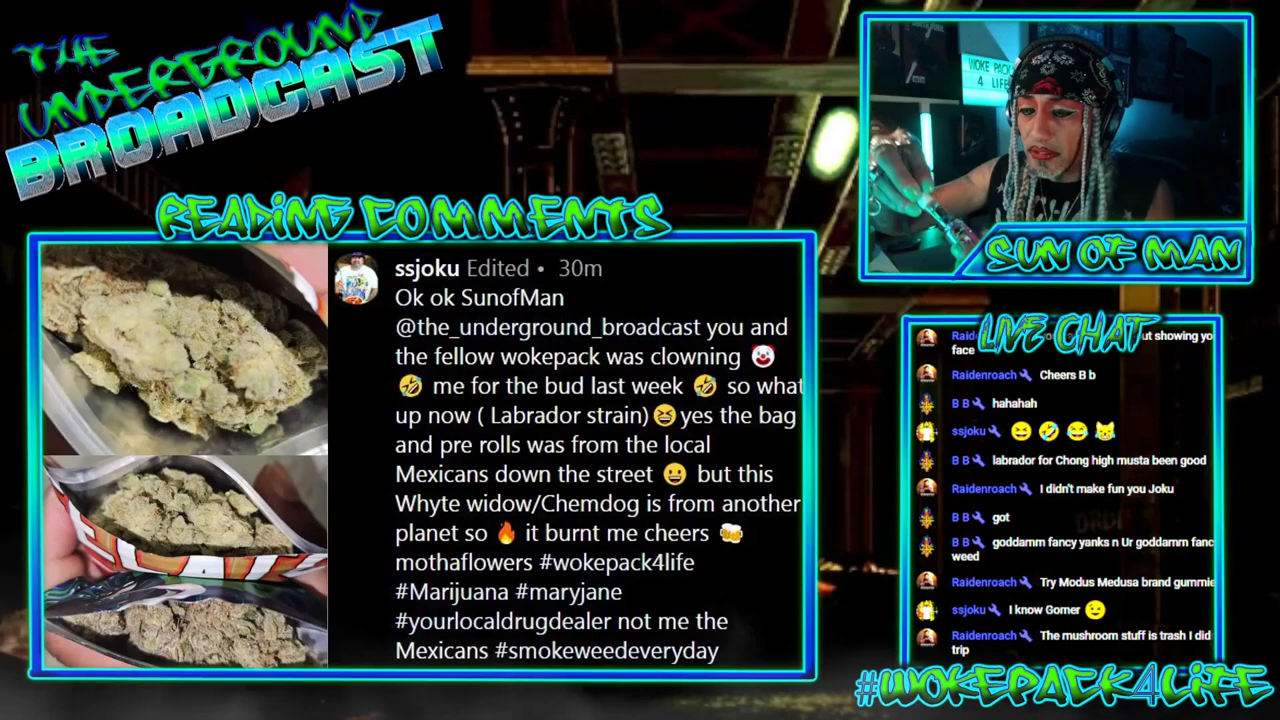 THE
UNDERGROUND
BROADCAST
READING COMMENTS
ssjoku Edited • 30m
Ok ok SunofMan
@the_underground_broadcast you and
the fellow wokepack was clowning 🤡
🤣 me for the bud last week 🤣 so what
up now ( Labrador strain)😆 yes the bag
and pre rolls was from the local
Mexicans down the street 😀 but this
Whyte widow/Chemdog is from another
planet so 🔥 it burnt me cheers 🍻
mothaflowers #wokepack4life
#Marijuana #maryjane
#yourlocaldrugdealer not me the
Mexicans #smokeweedeveryday
WOKE PACK
4 LIFE
SUN OF MAN
LIVE CHAT
ut showing yo
face
Raidenroach Cheers B b
B B hahahah
ssjoku 😆 🤣 😂 😹
B B labrador for Chong high musta been good
Raidenroach I didn't make fun you Joku
B B got
B B goddamm fancy yanks n Ur goddamm fanc
weed
Raidenroach Try Modus Medusa brand gummie
ssjoku I know Gomer 😉
Raidenroach The mushroom stuff is trash I did
trip
#WOKEPACK4LIFE